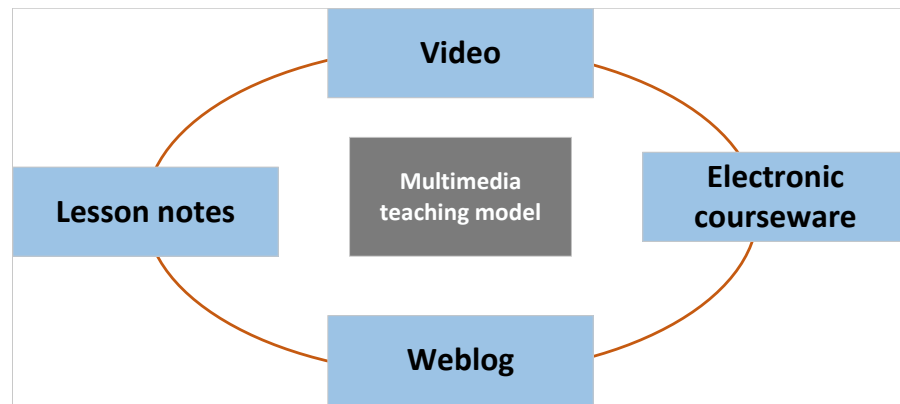 Video
Multimedia
teaching model
Lesson notes
Electronic
courseware
Weblog